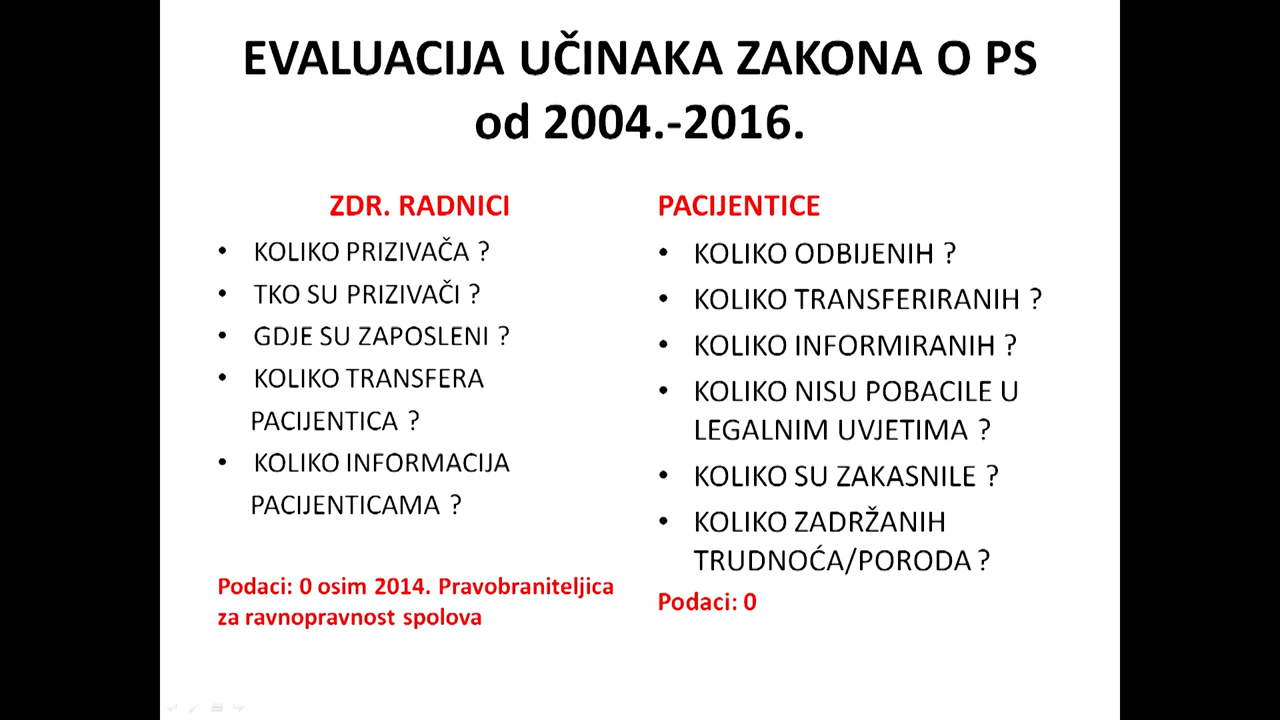 EVALUACIJA UČINAKA ZAKONA O PS
od 2004.-2016.
ZDR. RADNICI
• KOLIKO PRIZIVAČA ?
• TKO SU PRIZIVAČI ?
• GDJE SU ZAPOSLENI ?
• KOLIKO TRANSFERA
PACIJENTICA ?
• KOLIKO INFORMACIJA
PACIJENTICAMA ?
Podaci: 0 osim 2014. Pravobraniteljica
za ravnopravnost spolova
PACIJENTICE
• KOLIKO ODBIJENIH ?
• KOLIKO TRANSFERIRANIH ?
• KOLIKO INFORMIRANIH ?
• KOLIKO NISU POBACILE U
LEGALNIM UVJETIMA ?
• KOLIKO SU ZAKASNILE ?
• KOLIKO ZADRŽANIH
TRUDNOĆA/PORODA ?
Podaci: 0